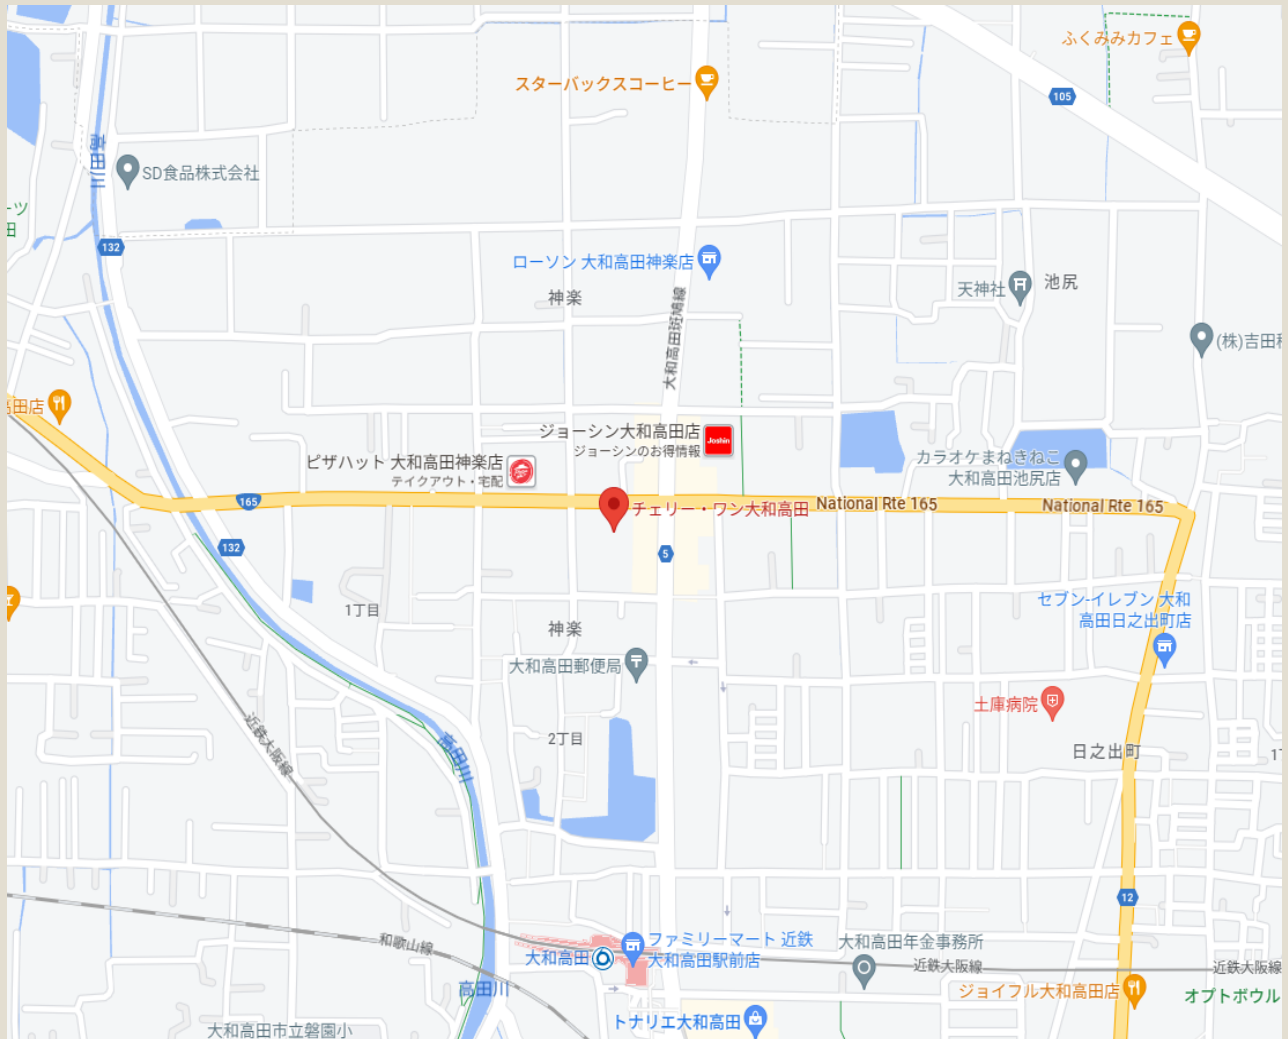 ふくみみカフェ
スターバックスコーヒー
105
高田川
SD食品株式会社
132
ローソン 大和高田神楽店
神楽
天神社
池尻
大和高田斑鳩線
高田店
ジョーシン大和高田店
ジョーシンのお得情報
Joshin
ピザハット 大和高田神楽店
テイクアウト・宅配
カラオケまねきねこ
大和高田池尻店
165
チェリー・ワン大和高田
National Rte 165
National Rte 165
132
5
1丁目
神楽
セブン-イレブン 大和
高田日之出町店
大和高田郵便局
土庫病院
近鉄大阪線
高田川
2丁目
日之出町
12
和歌山線
ファミリーマート 近鉄
大和高田駅前店
大和高田
大和高田年金事務所
近鉄大阪線
近鉄大阪線
高田川
ジョイフル大和高田店
オプトボウル
トナリエ大和高田
大和高田市立磐園小